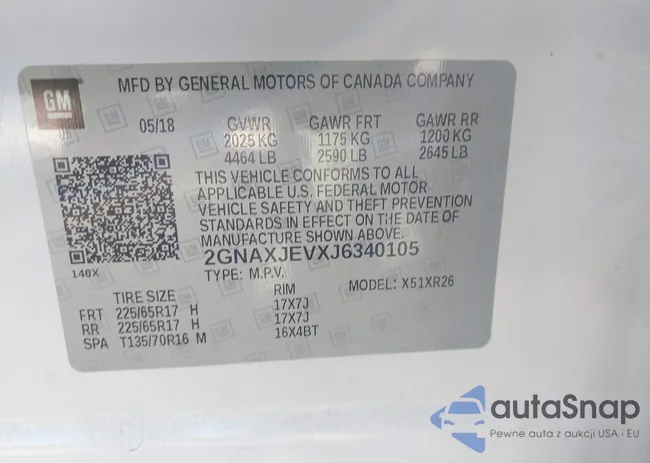 GM
MFD BY GENERAL MOTORS OF CANADA COMPANY
05/18 GVWR GAWR FRT GAWR RR
2025 KG 1175 KG 1200 KG
4464 LB 2590 LB 2645 LB
THIS VEHICLE CONFORMS TO ALL
APPLICABLE U.S. FEDERAL MOTOR
VEHICLE SAFETY AND THEFT PREVENTION
STANDARDS IN EFFECT ON THE DATE OF
MANUFACTURE SHOWN ABOVE.
2GNAXJEVXJ6340105
140X TYPE: M.P.V. MODEL: X51XR26
TIRE SIZE RIM
FRT 225/65R17 H 17X7J
RR 225/65R17 H 17X7J
SPA T135/70R16 M 16X4BT
autaSnap
Pewne auta z aukcji USA i EU